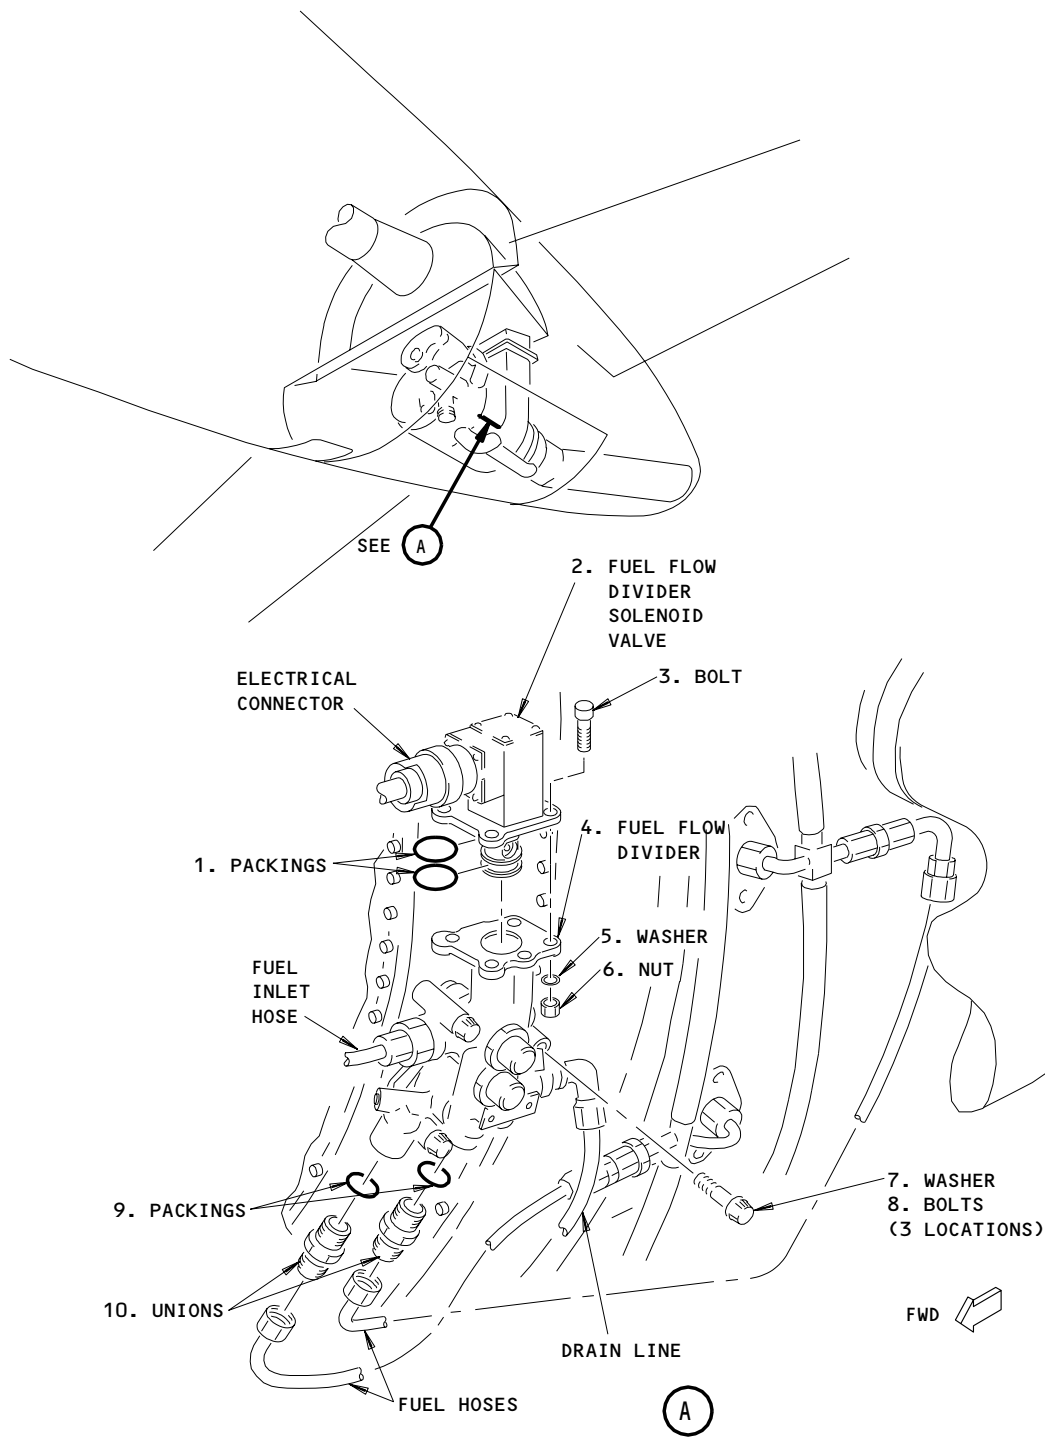 SEE A
2. FUEL FLOW
DIVIDER
SOLENOID
VALVE
ELECTRICAL
CONNECTOR
3. BOLT
4. FUEL FLOW
DIVIDER
1. PACKINGS
5. WASHER
6. NUT
FUEL
INLET
HOSE
7. WASHER
8. BOLTS
(3 LOCATIONS)
9. PACKINGS
10. UNIONS
FWD
DRAIN LINE
FUEL HOSES
A